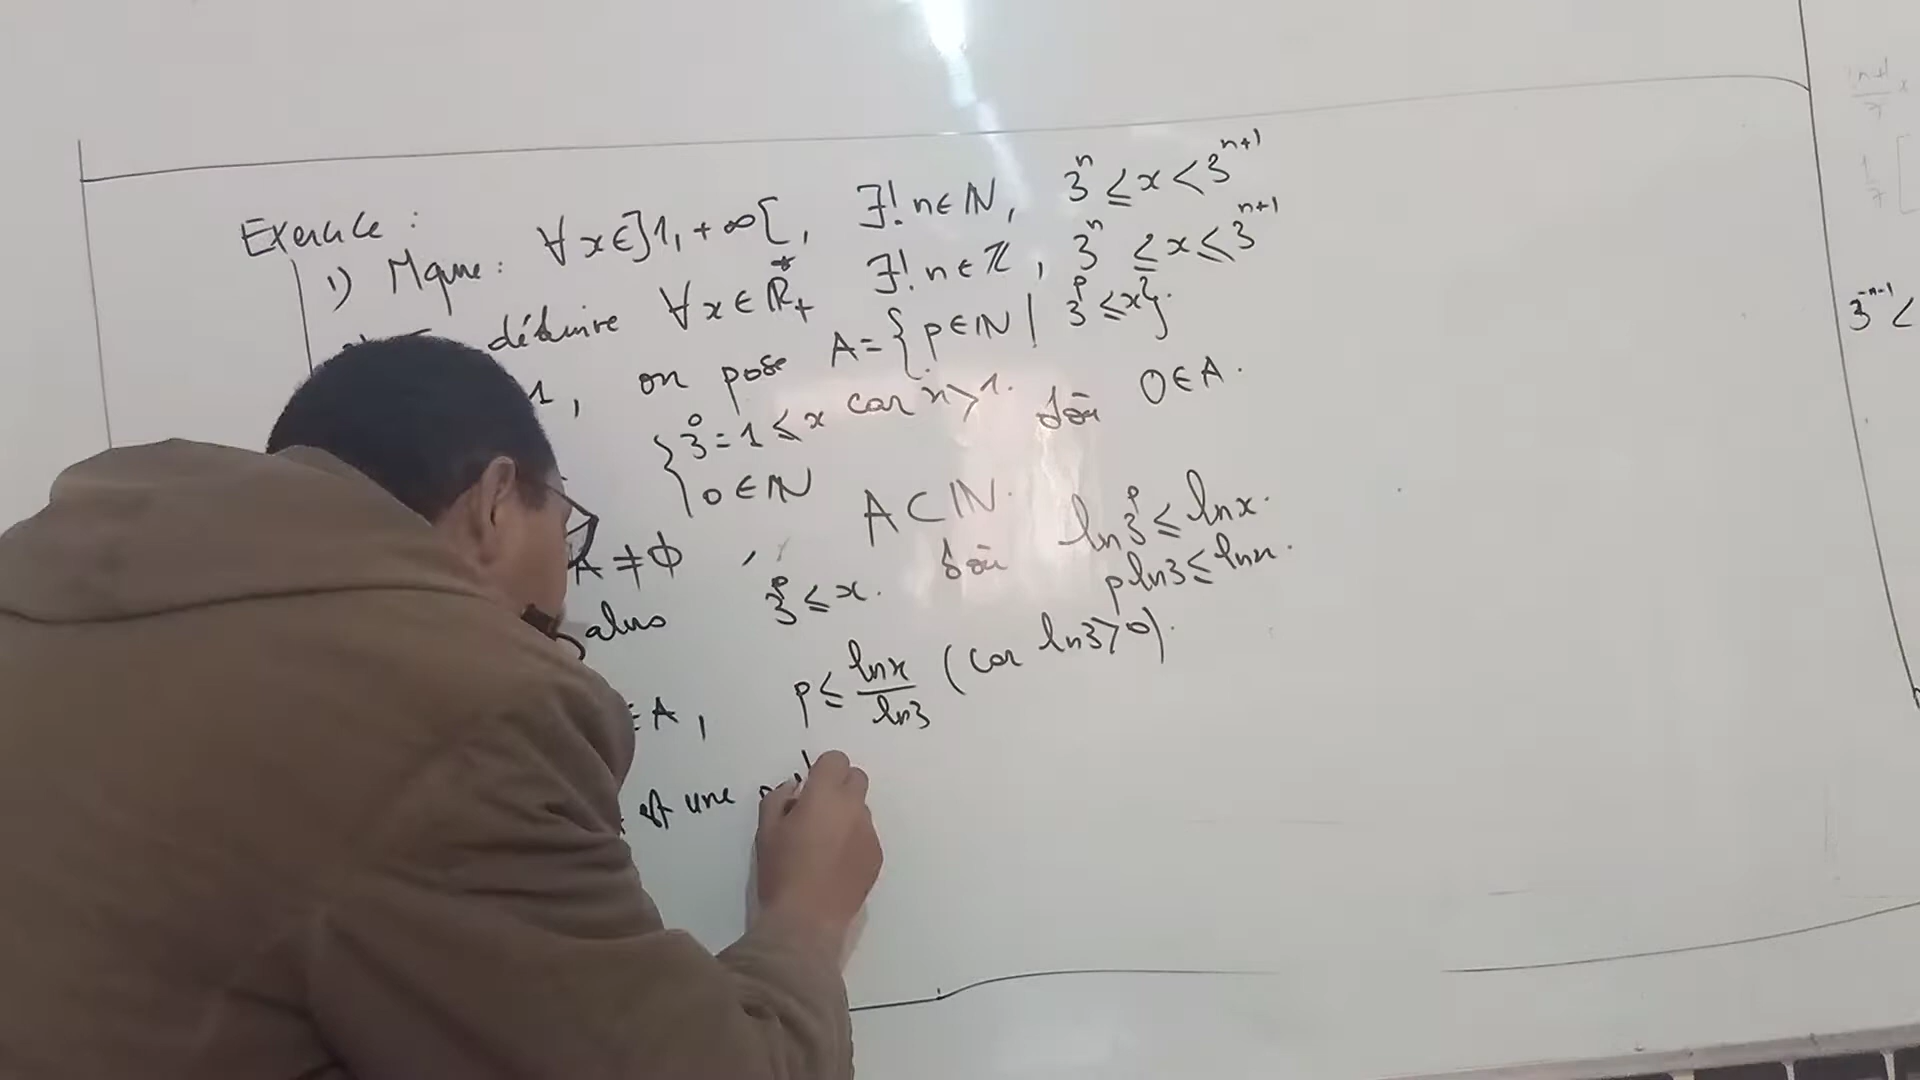 Exercice :
1) Mque : ∀x∈]1,+∞[, ∃! n∈ℕ, 3^n ≤ x < 3^{n+1}
déduire ∀x∈ℝ*₊ ∃! n∈ℤ, 3^n ≤ x ≤ 3^{n+1}
1, on pose A = {p∈ℕ | 3^p ≤ x}.
{3^0 = 1 ≤ x car x>1. d'où 0∈A.
0∈ℕ
A≠∅, A⊂ℕ.
alors 3^p ≤ x. d'où ln 3^p ≤ ln x.
p ln3 ≤ ln x.
∈A, p ≤ ln x / ln 3 (car ln3>0).
est une
3^{-n-1} <